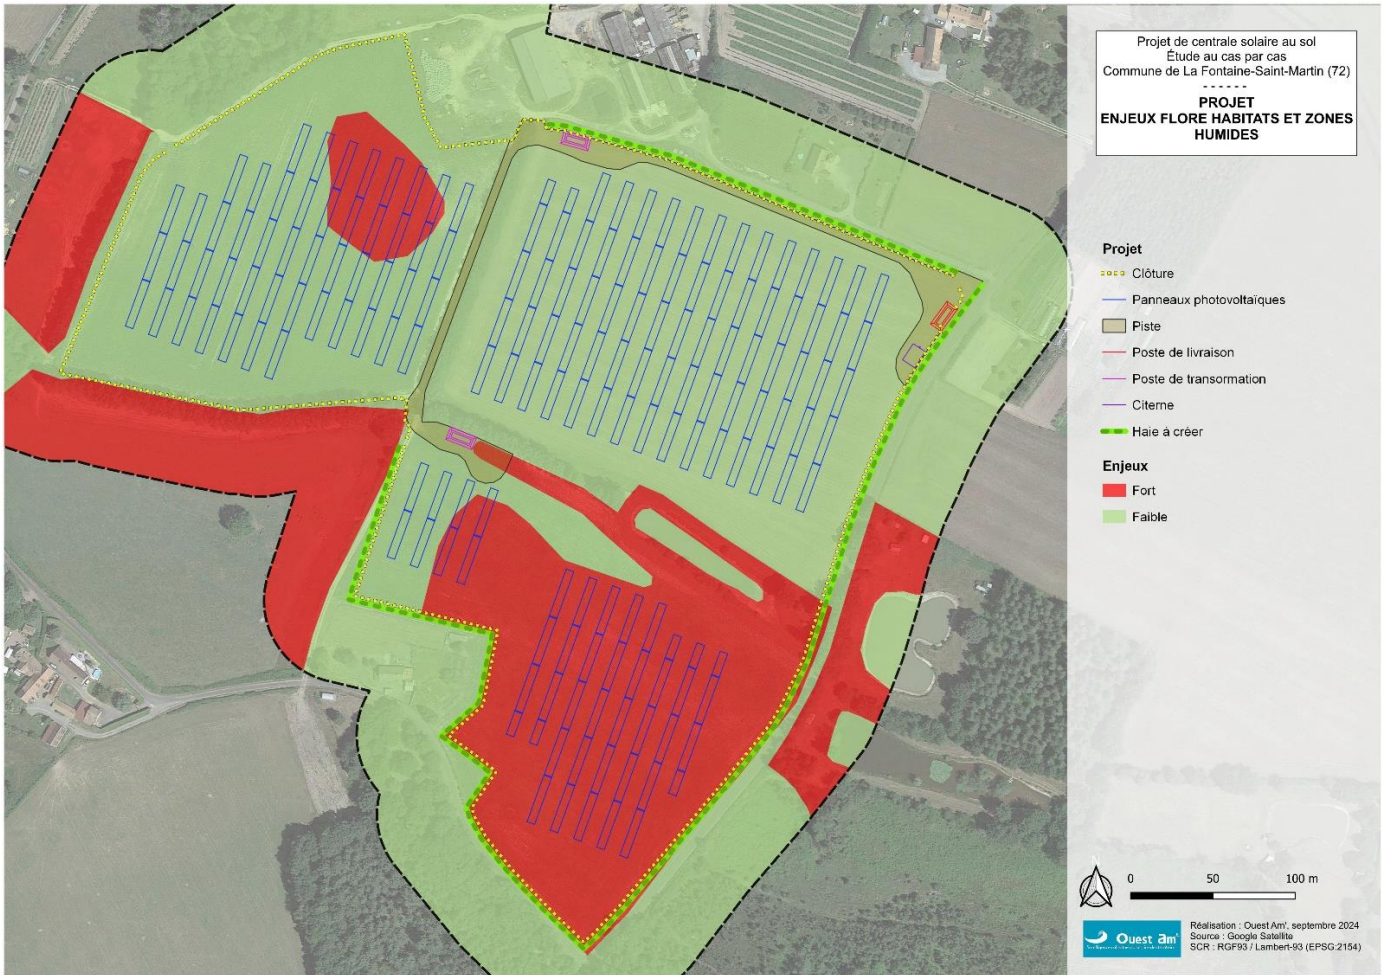 Projet de centrale solaire au sol
Étude au cas par cas
Commune de La Fontaine-Saint-Martin (72)
------
PROJET
ENJEUX FLORE HABITATS ET ZONES
HUMIDES
Projet
Clôture
Panneaux photovoltaïques
Piste
Poste de livraison
Poste de transormation
Citerne
Haie à créer
Enjeux
Fort
Faible
0 50 100 m
Ouest am'
Réalisation : Ouest Am', septembre 2024
Source : Google Satellite
SCR : RGF93 / Lambert-93 (EPSG:2154)